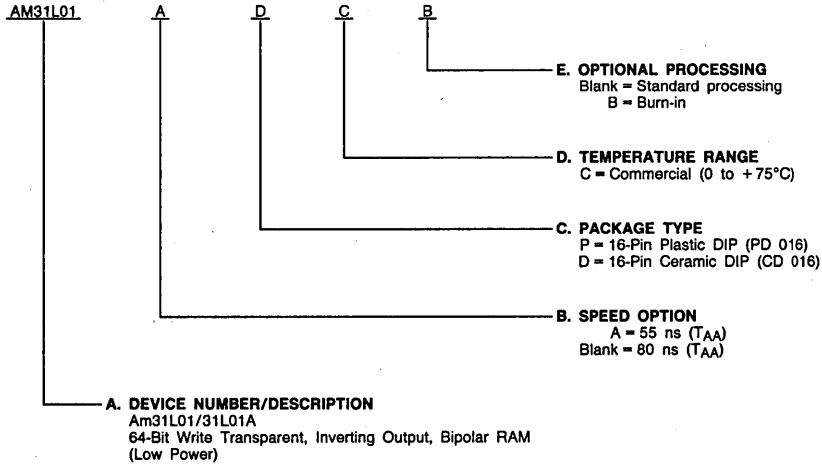 AM31L01 A D C B
E. OPTIONAL PROCESSING
Blank = Standard processing
B = Burn-in
D. TEMPERATURE RANGE
C = Commercial (0 to +75°C)
C. PACKAGE TYPE
P = 16-Pin Plastic DIP (PD 016)
D = 16-Pin Ceramic DIP (CD 016)
B. SPEED OPTION
A = 55 ns (TAA)
Blank = 80 ns (TAA)
A. DEVICE NUMBER/DESCRIPTION
Am31L01/31L01A
64-Bit Write Transparent, Inverting Output, Bipolar RAM
(Low Power)